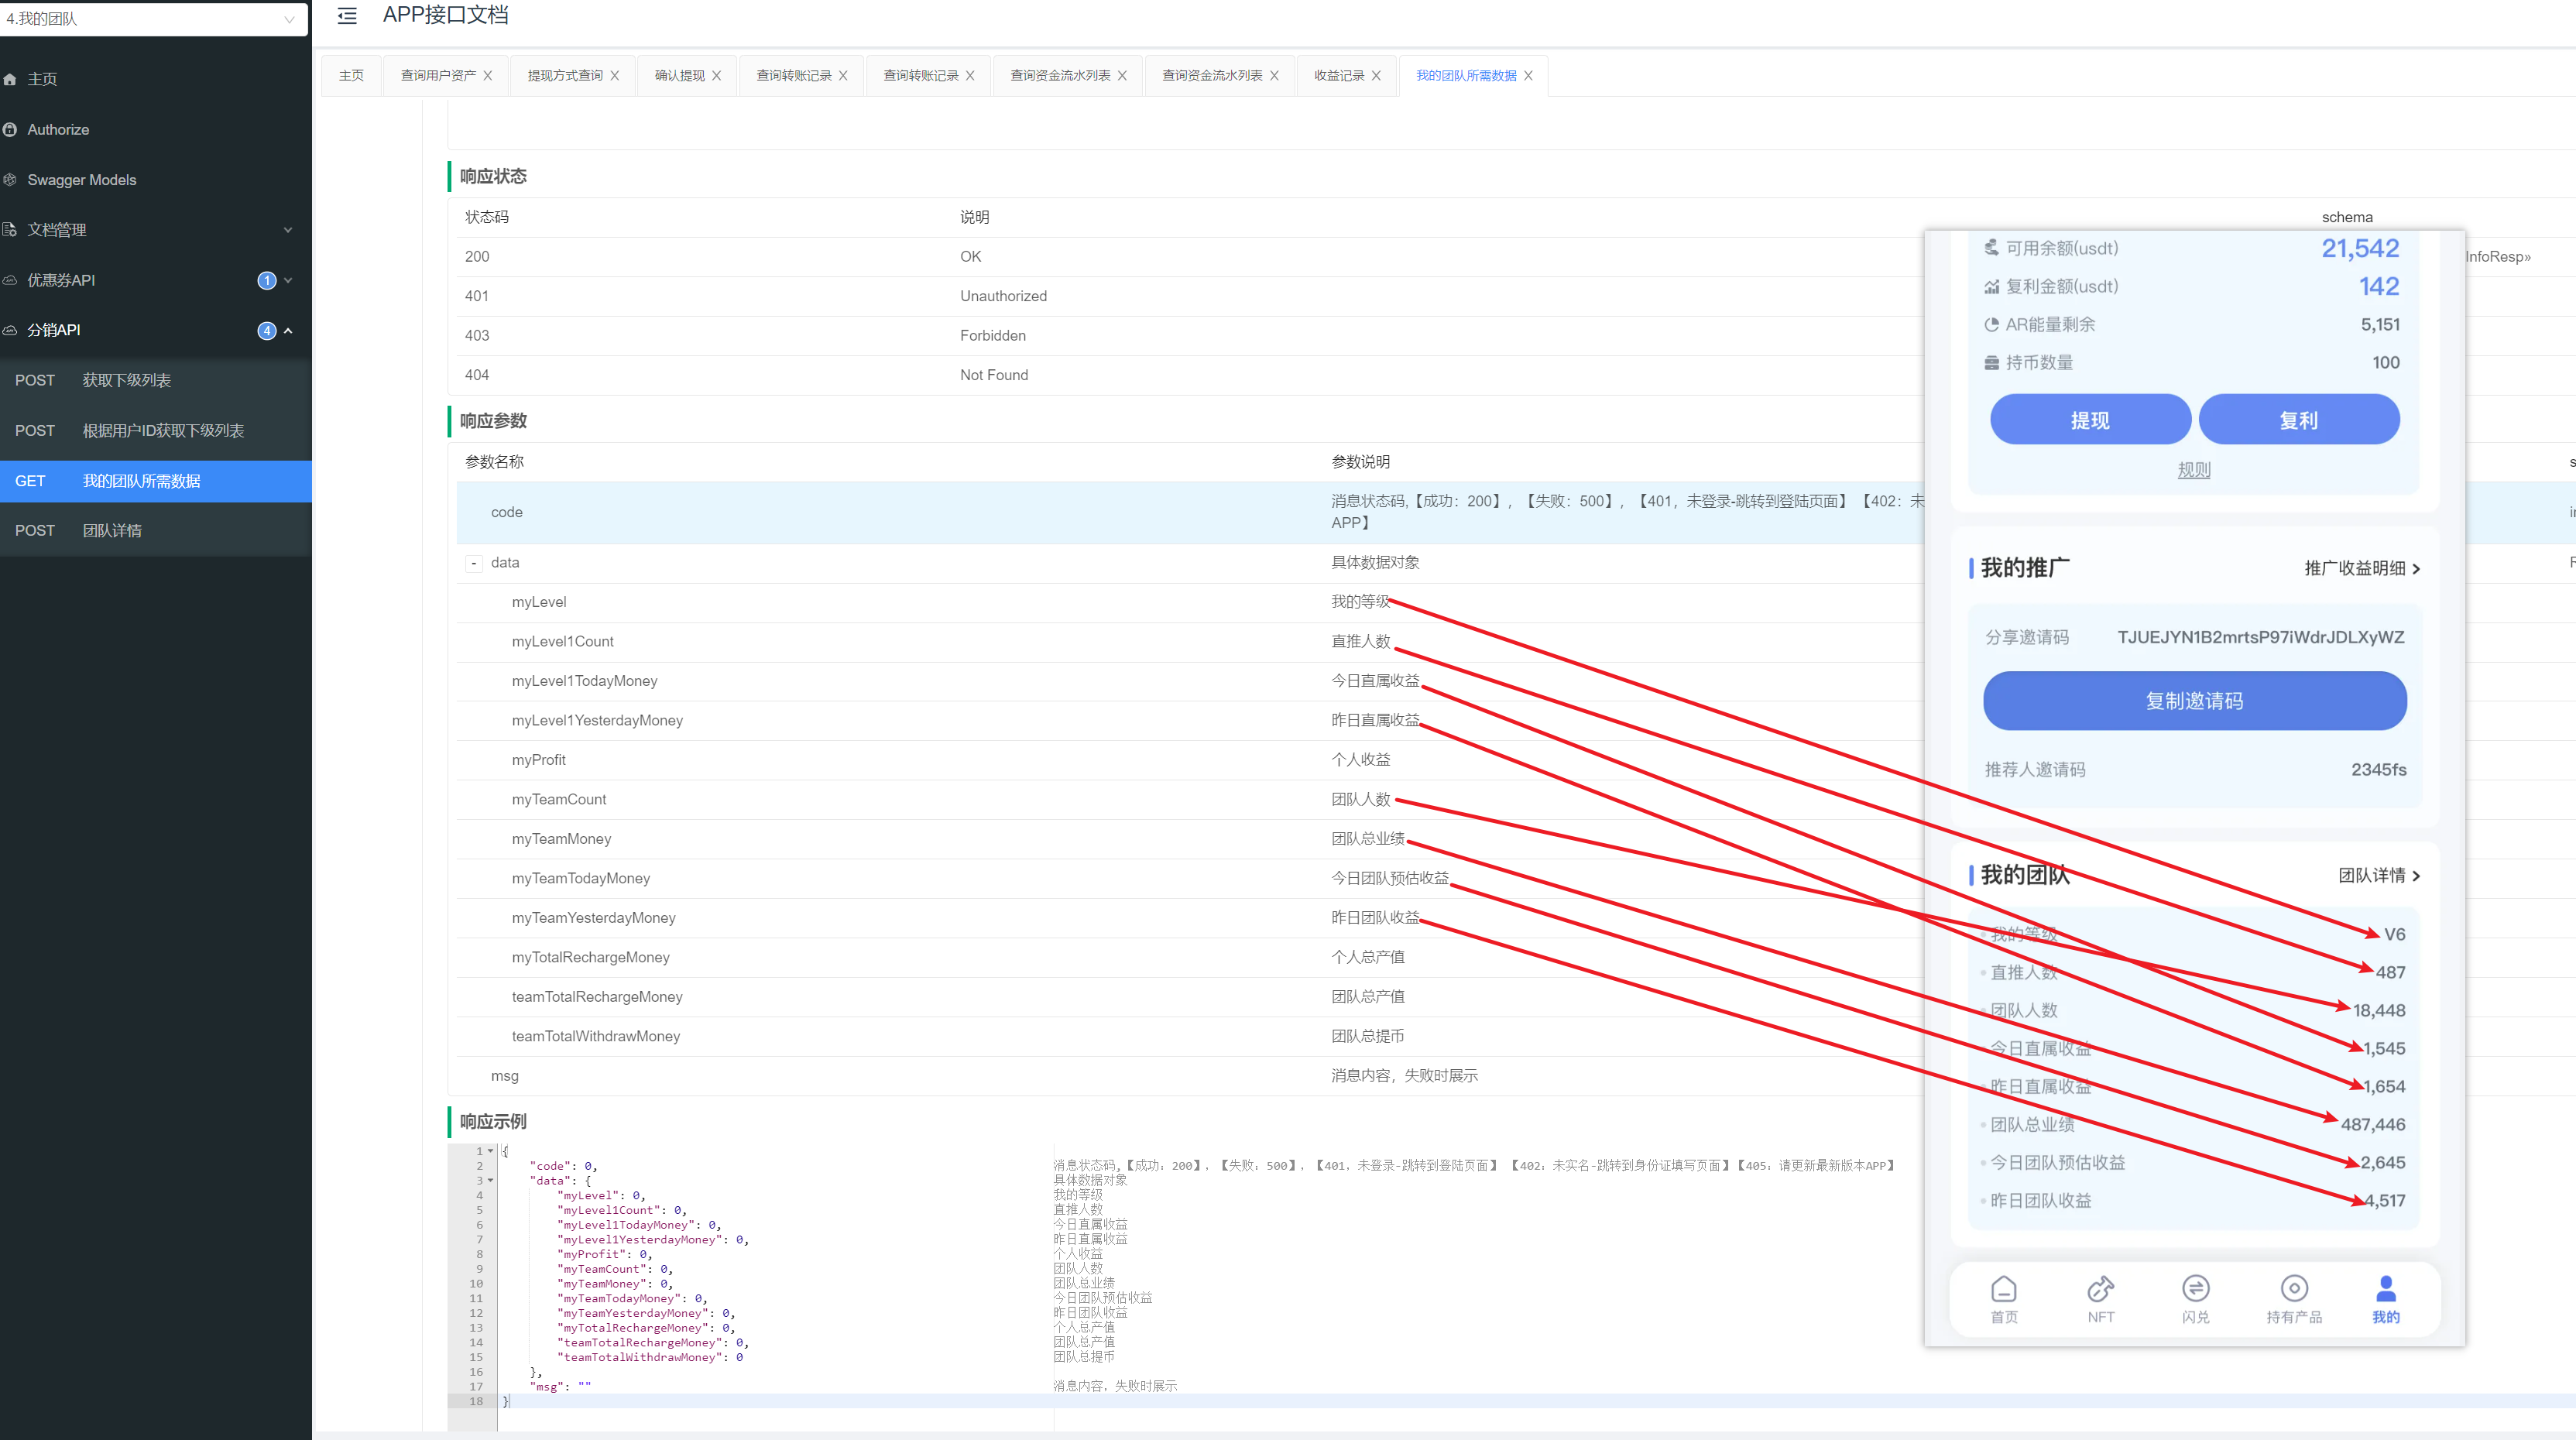 4.我的团队
主页
Authorize
Swagger Models
文档管理
优惠券API 1
分销API 4
POST 获取下级列表
POST 根据用户ID获取下级列表
GET 我的团队所需数据
POST 团队详情
APP接口文档
主页 查询用户资产 提现方式查询 确认提现 查询转账记录 查询转账记录 查询资金流水列表 查询资金流水列表 收益记录 我的团队所需数据
响应状态
状态码 说明 schema
200 OK InfoResp»
401 Unauthorized
403 Forbidden
404 Not Found
响应参数
参数名称 参数说明
code 消息状态码,【成功：200】，【失败：500】，【401，未登录-跳转到登陆页面】 【402：未
APP】
- data 具体数据对象
myLevel 我的等级
myLevel1Count 直推人数
myLevel1TodayMoney 今日直属收益
myLevel1YesterdayMoney 昨日直属收益
myProfit 个人收益
myTeamCount 团队人数
myTeamMoney 团队总业绩
myTeamTodayMoney 今日团队预估收益
myTeamYesterdayMoney 昨日团队收益
myTotalRechargeMoney 个人总产值
teamTotalRechargeMoney 团队总产值
teamTotalWithdrawMoney 团队总提币
msg 消息内容，失败时展示
响应示例
1 {
2 "code": 0, 消息状态码,【成功：200】，【失败：500】，【401，未登录-跳转到登陆页面】 【402：未实名-跳转到身份证填写页面】【405：请更新最新版本APP】
3 "data": { 具体数据对象
4 "myLevel": 0, 我的等级
5 "myLevel1Count": 0, 直推人数
6 "myLevel1TodayMoney": 0, 今日直属收益
7 "myLevel1YesterdayMoney": 0, 昨日直属收益
8 "myProfit": 0, 个人收益
9 "myTeamCount": 0, 团队人数
10 "myTeamMoney": 0, 团队总业绩
11 "myTeamTodayMoney": 0, 今日团队预估收益
12 "myTeamYesterdayMoney": 0, 昨日团队收益
13 "myTotalRechargeMoney": 0, 个人总产值
14 "teamTotalRechargeMoney": 0, 团队总产值
15 "teamTotalWithdrawMoney": 0 团队总提币
16 },
17 "msg": "" 消息内容，失败时展示
18 }
可用余额(usdt) 21,542
复利金额(usdt) 142
AR能量剩余 5,151
持币数量 100
提现 复利
规则
我的推广 推广收益明细
分享邀请码 TJUEJYN1B2mrtsP97iWdrJDLXyWZ
复制邀请码
推荐人邀请码 2345fs
我的团队 团队详情
我的等级 V6
直推人数 487
团队人数 18,448
今日直属收益 1,545
昨日直属收益 1,654
团队总业绩 487,446
今日团队预估收益 2,645
昨日团队收益 4,517
首页 NFT 闪兑 持有产品 我的